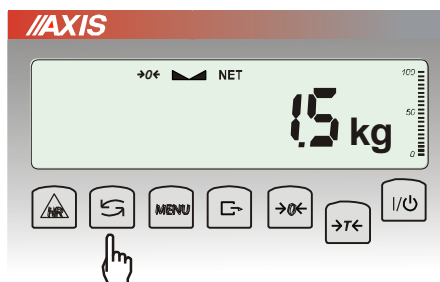 //AXIS
→0← NET 100
1.5 kg 50
0
HR MENU →0← →T← I/⏻